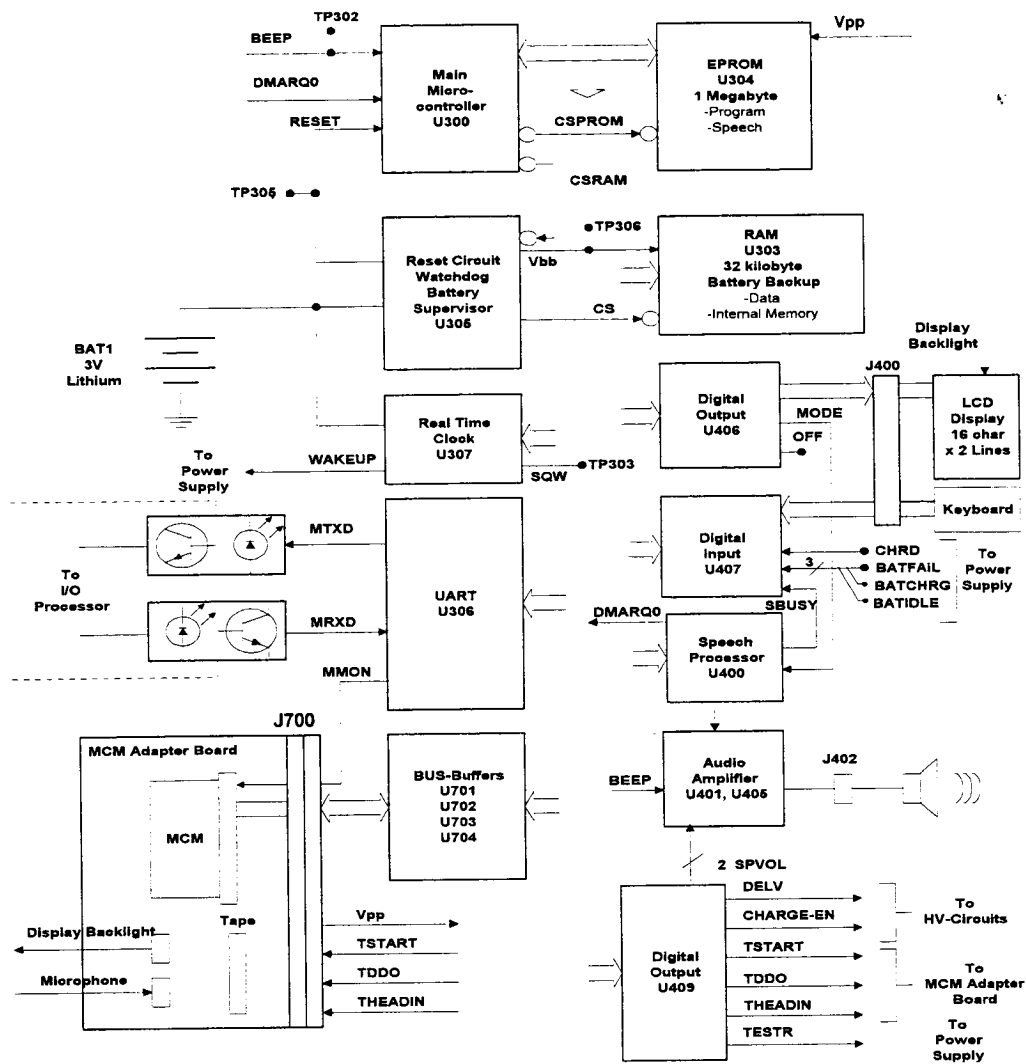 TP302
BEEP
DMARQ0
RESET
Main
Micro-
controller
U300
CSPROM
CSRAM
Vpp
EPROM
U304
1 Megabyte
-Program
-Speech
TP305
Reset Circuit
Watchdog
Battery
Supervisor
U305
Vbb
TP306
CS
RAM
U303
32 kilobyte
Battery Backup
-Data
-Internal Memory
BAT1
3V
Lithium
Display
Backlight
J400
Digital
Output
U406
MODE
OFF
LCD
Display
16 char
x 2 Lines
Real Time
Clock
U307
To
Power
Supply
WAKEUP
SQW
TP303
Keyboard
MTXD
To
I/O
Processor
MRXD
MMON
UART
U306
Digital
Input
U407
CHRD
BATFAIL
BATCHRG
BATIDLE
3
To
Power
Supply
SBUSY
DMARQ0
Speech
Processor
U400
J700
MCM Adapter Board
MCM
BUS-Buffers
U701
U702
U703
U704
BEEP
Audio
Amplifier
U401, U405
J402
2 SPVOL
Display Backlight
Tape
Microphone
Vpp
TSTART
TDDO
THEADIN
Digital
Output
U409
DELV
CHARGE-EN
TSTART
TDDO
THEADIN
TESTR
To
HV-Circuits
To
MCM Adapter
Board
To
Power
Supply